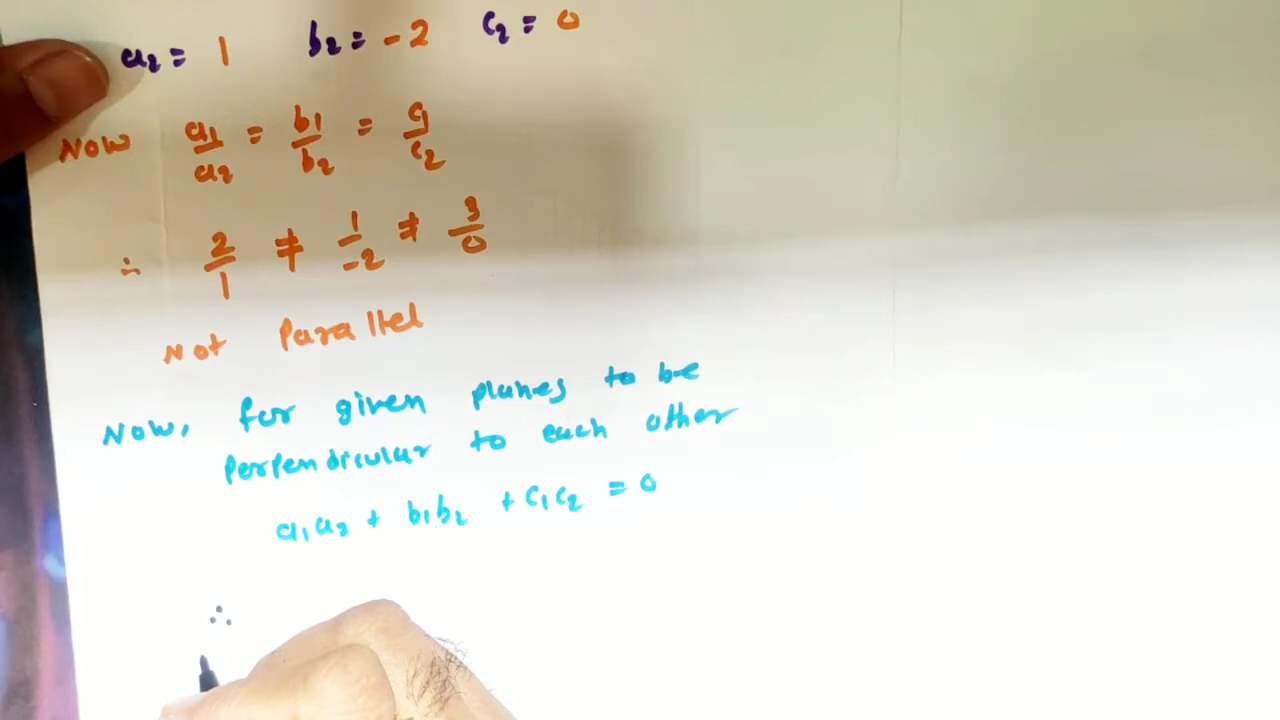 a2 = 1 b2 = -2 c2 = 0
Now a1/a2 = b1/b2 = c1/c2
∴ 2/1 ≠ 1/-2 ≠ 3/0
Not Parallel
Now, for given planes to be
perpendicular to each other
a1a2 + b1b2 + c1c2 = 0
∴